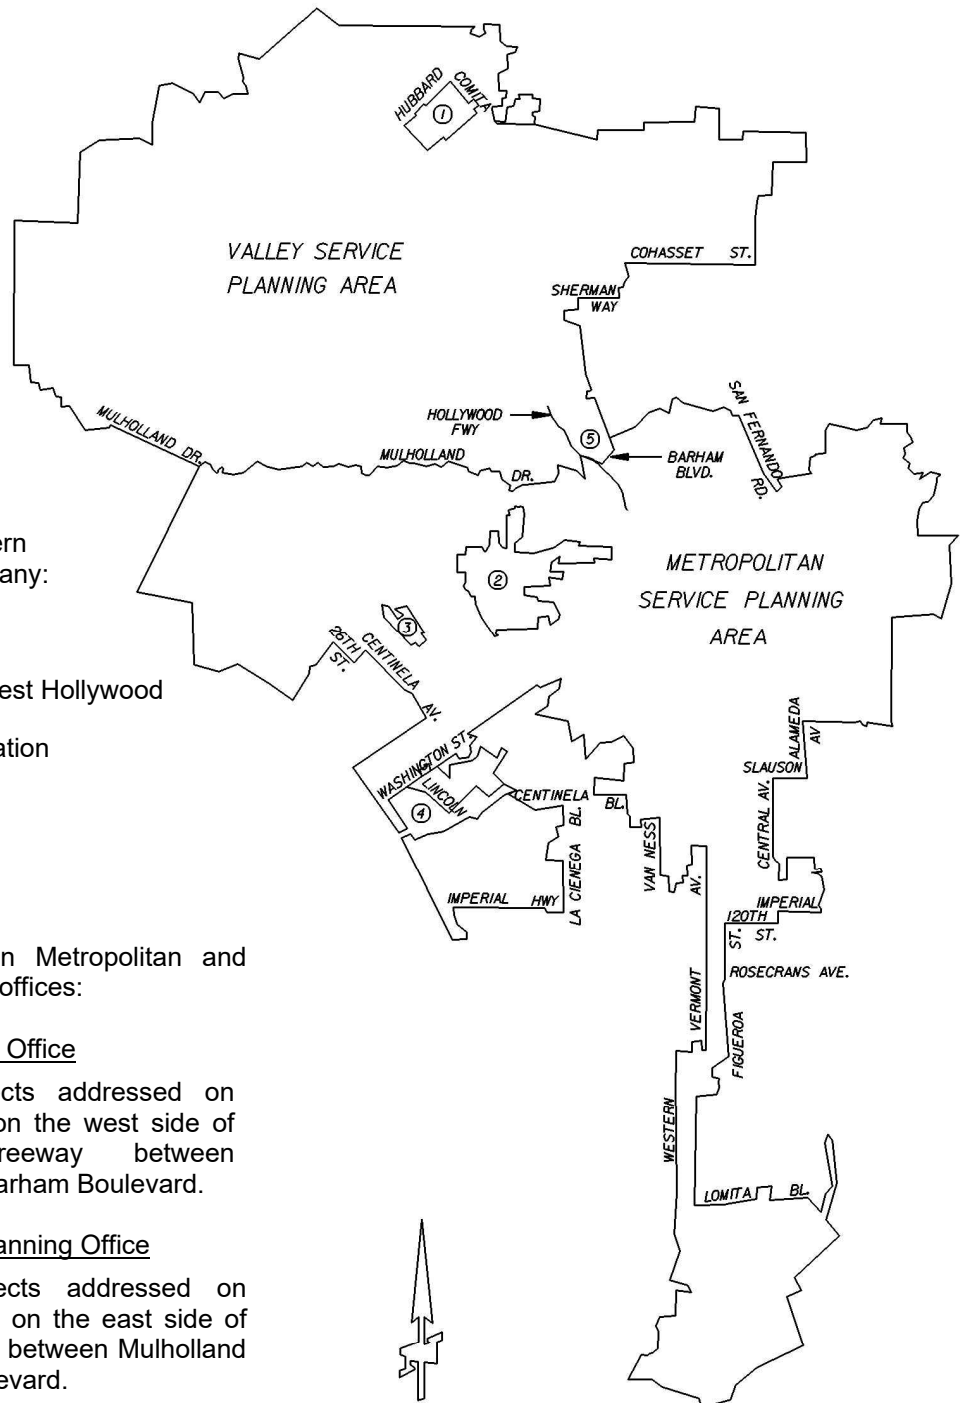 HUBBARD
COMITA
1
VALLEY SERVICE
PLANNING AREA
COHASSET ST.
SHERMAN
WAY
MULHOLLAND DR.
HOLLYWOOD
FWY
MULHOLLAND
DR.
5
BARHAM
BLVD.
SAN FERNANDO
RD.
ern
any:
2
METROPOLITAN
SERVICE PLANNING
AREA
3
26TH
ST.
CENTINELA
AV.
est Hollywood
ation
WASHINGTON ST.
LINCOLN
4
CENTINELA
BL.
LA CIENEGA BL.
IMPERIAL HWY
VAN NESS
AV.
ALAMEDA
AV
SLAUSON
CENTRAL AV.
IMPERIAL
120TH
ST.
ST.
ROSECRANS AVE.
VERMONT
FIGUEROA
WESTERN
LOMITA BL.
n Metropolitan and
offices:
Office
cts addressed on
on the west side of
reeway between
arham Boulevard.
anning Office
ects addressed on
on the east side of
between Mulholland
levard.